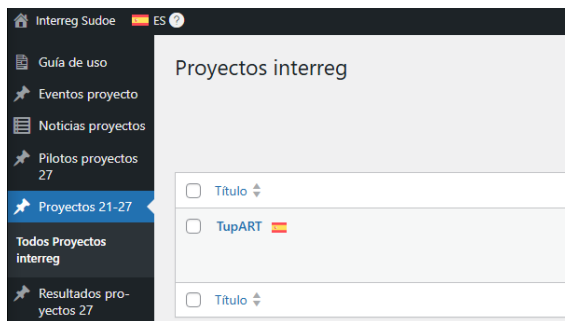 Interreg Sudoe ES ?
Guía de uso
Eventos proyecto
Noticias proyectos
Pilotos proyectos
27
Proyectos 21-27
Todos Proyectos
interreg
Resultados pro-
yectos 27
Proyectos interreg
Título
TupART
Título